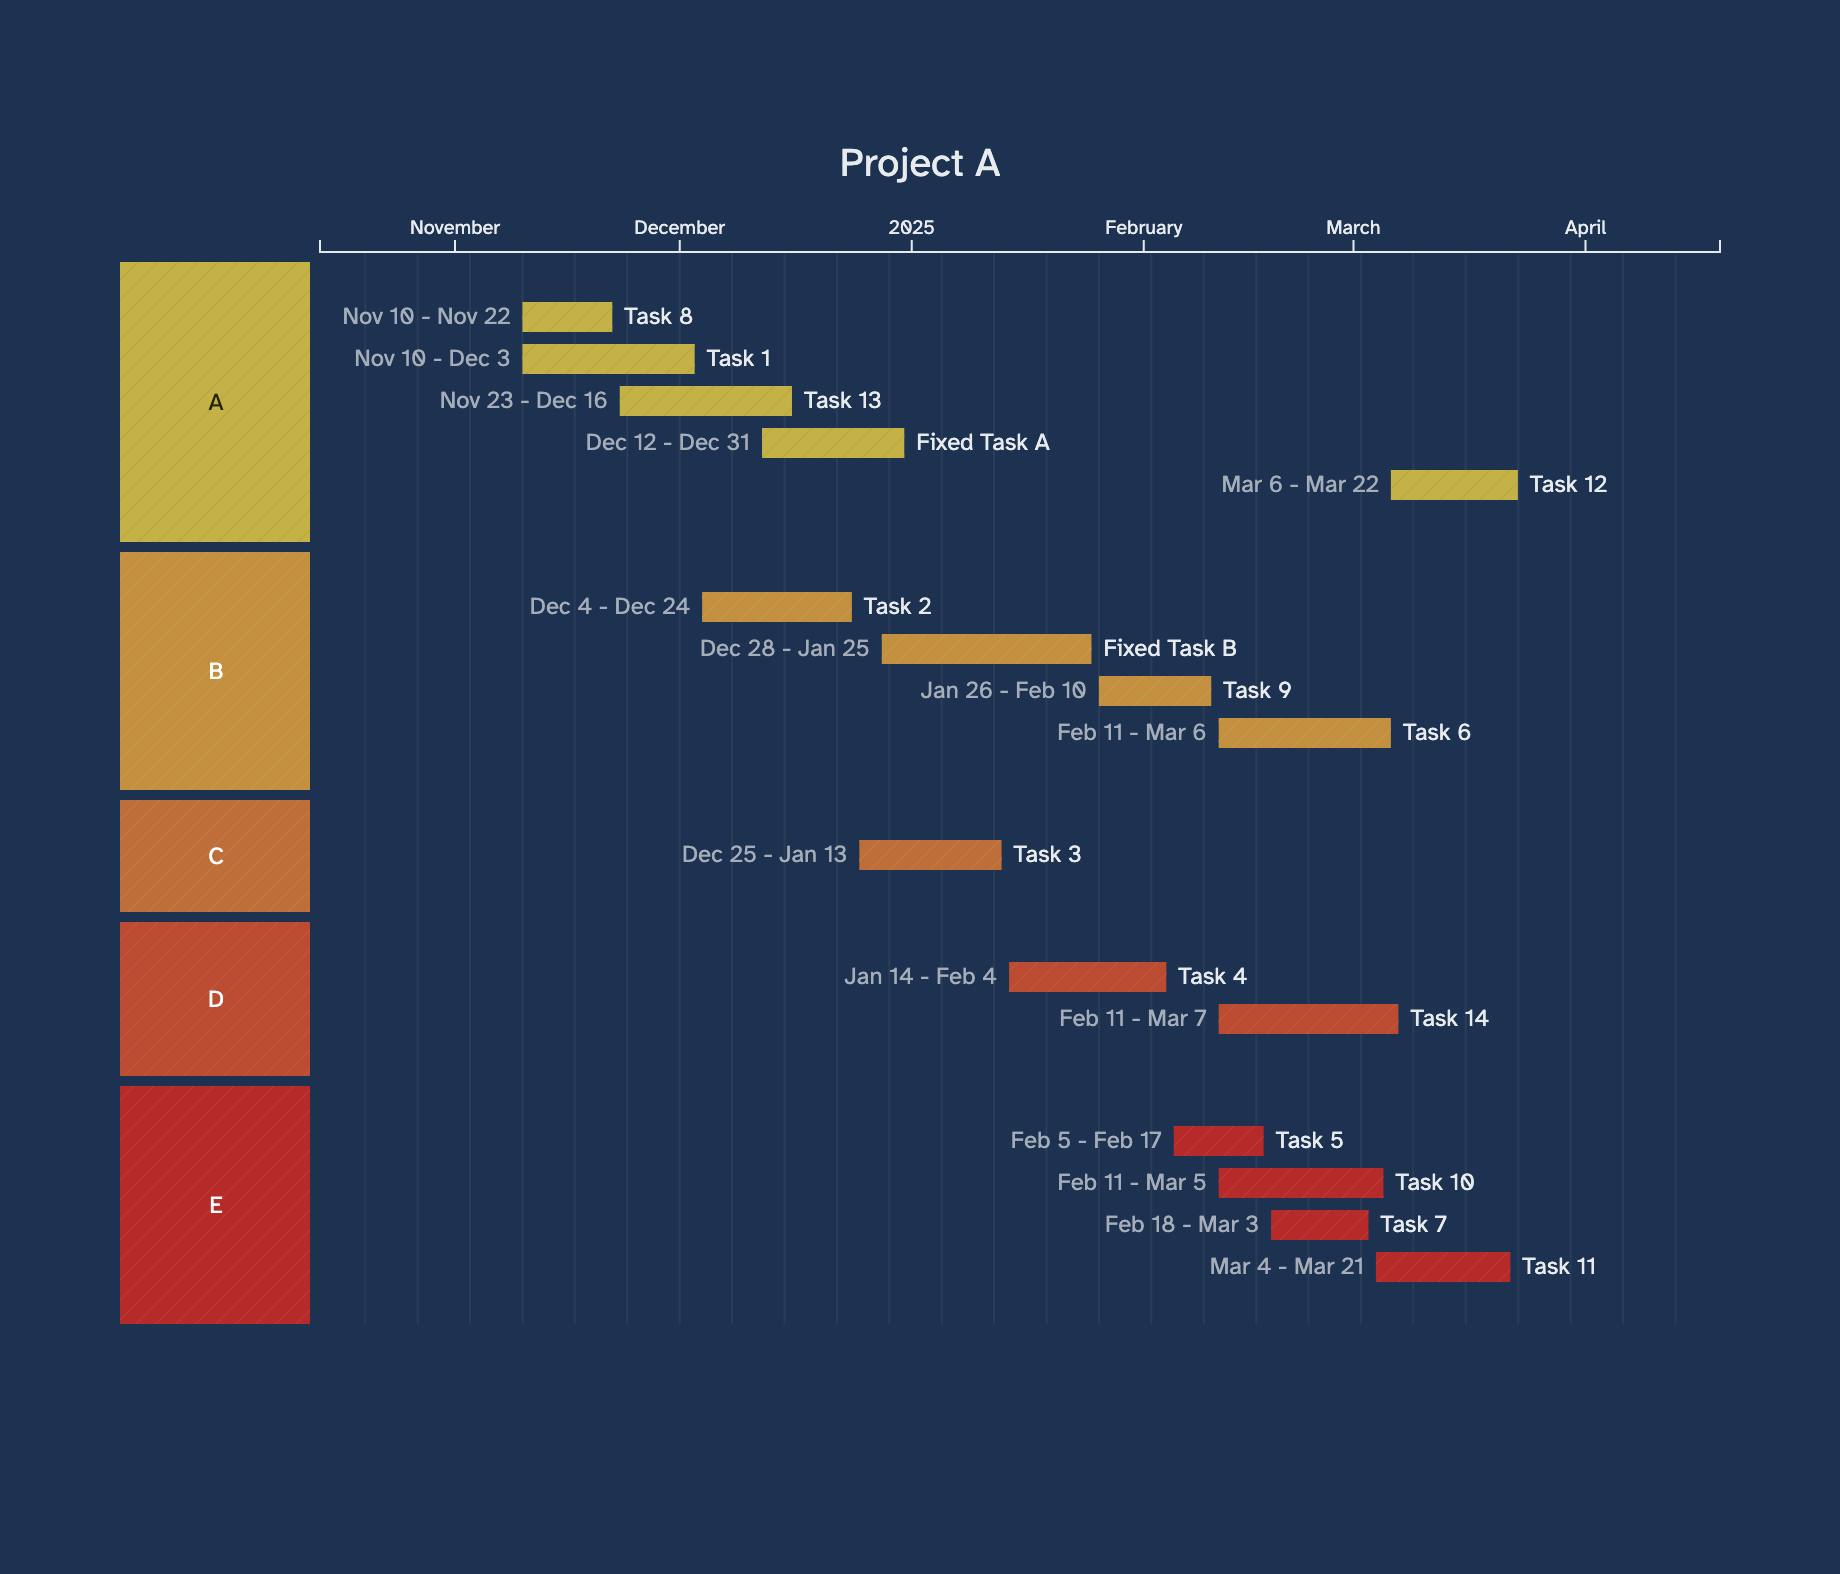 Project A
November December 2025 February March April
A
Nov 10 - Nov 22 Task 8
Nov 10 - Dec 3 Task 1
Nov 23 - Dec 16 Task 13
Dec 12 - Dec 31 Fixed Task A
Mar 6 - Mar 22 Task 12
B
Dec 4 - Dec 24 Task 2
Dec 28 - Jan 25 Fixed Task B
Jan 26 - Feb 10 Task 9
Feb 11 - Mar 6 Task 6
C
Dec 25 - Jan 13 Task 3
D
Jan 14 - Feb 4 Task 4
Feb 11 - Mar 7 Task 14
E
Feb 5 - Feb 17 Task 5
Feb 11 - Mar 5 Task 10
Feb 18 - Mar 3 Task 7
Mar 4 - Mar 21 Task 11